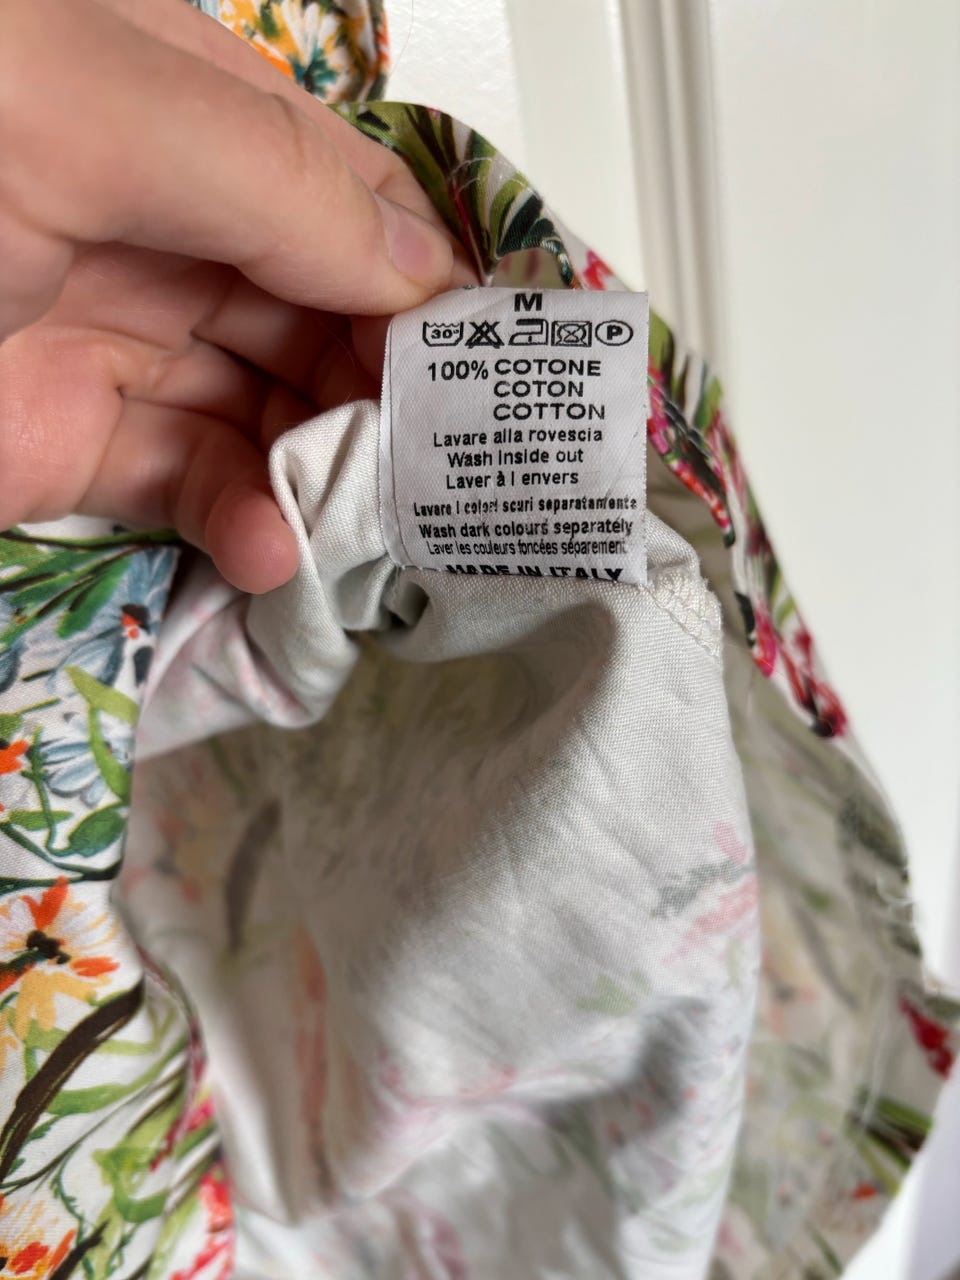 M
30° P
100% COTONE
COTON
COTTON
Lavare alla rovescia
Wash Inside out
Laver à l envers
Lavare I colori scuri separatamente
Wash dark colours separately
Laver les couleurs foncées séparement
MADE IN ITALY